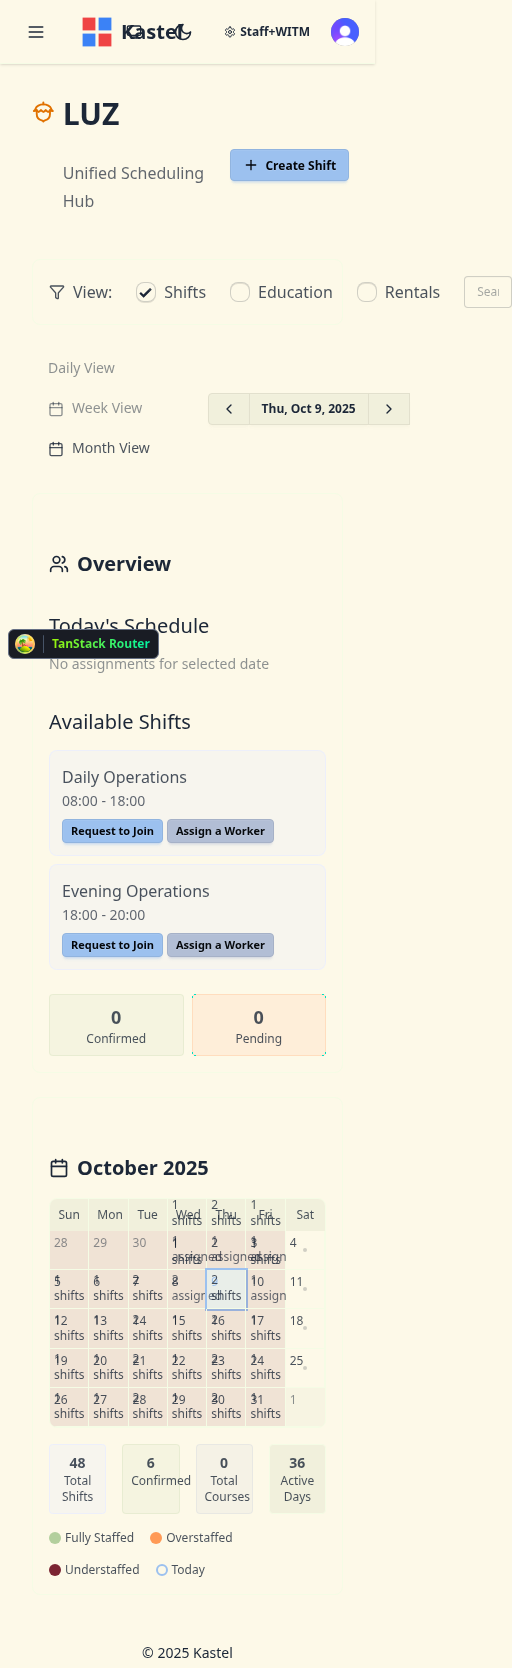 Kastel
Staff+WITM
LUZ
Unified Scheduling
Hub
Create Shift
View:
Shifts
Education
Rentals
Daily View
Week View
Thu, Oct 9, 2025
Month View
Overview
Today's Schedule
TanStack Router
No assignments for selected date
Available Shifts
Daily Operations
08:00 - 18:00
Request to Join
Assign a Worker
Evening Operations
18:00 - 20:00
Request to Join
Assign a Worker
0
Confirmed
0
Pending
October 2025
Sun Mon Tue Wed Thu Fri Sat
1 shifts 2 shifts 1 shifts
28 29 30 1 2 3 4
shifts assigned assigned
5 6 7 8 10 11
shifts shifts shifts assigned shifts
12 13 14 15 16 17 18
shifts shifts shifts shifts shifts shifts
19 20 21 22 23 24 25
shifts shifts shifts shifts shifts shifts
26 27 28 29 30 31 1
shifts shifts shifts shifts shifts shifts
48
Total
Shifts
6
Confirmed
0
Total
Courses
36
Active
Days
Fully Staffed
Overstaffed
Understaffed
Today
© 2025 Kastel